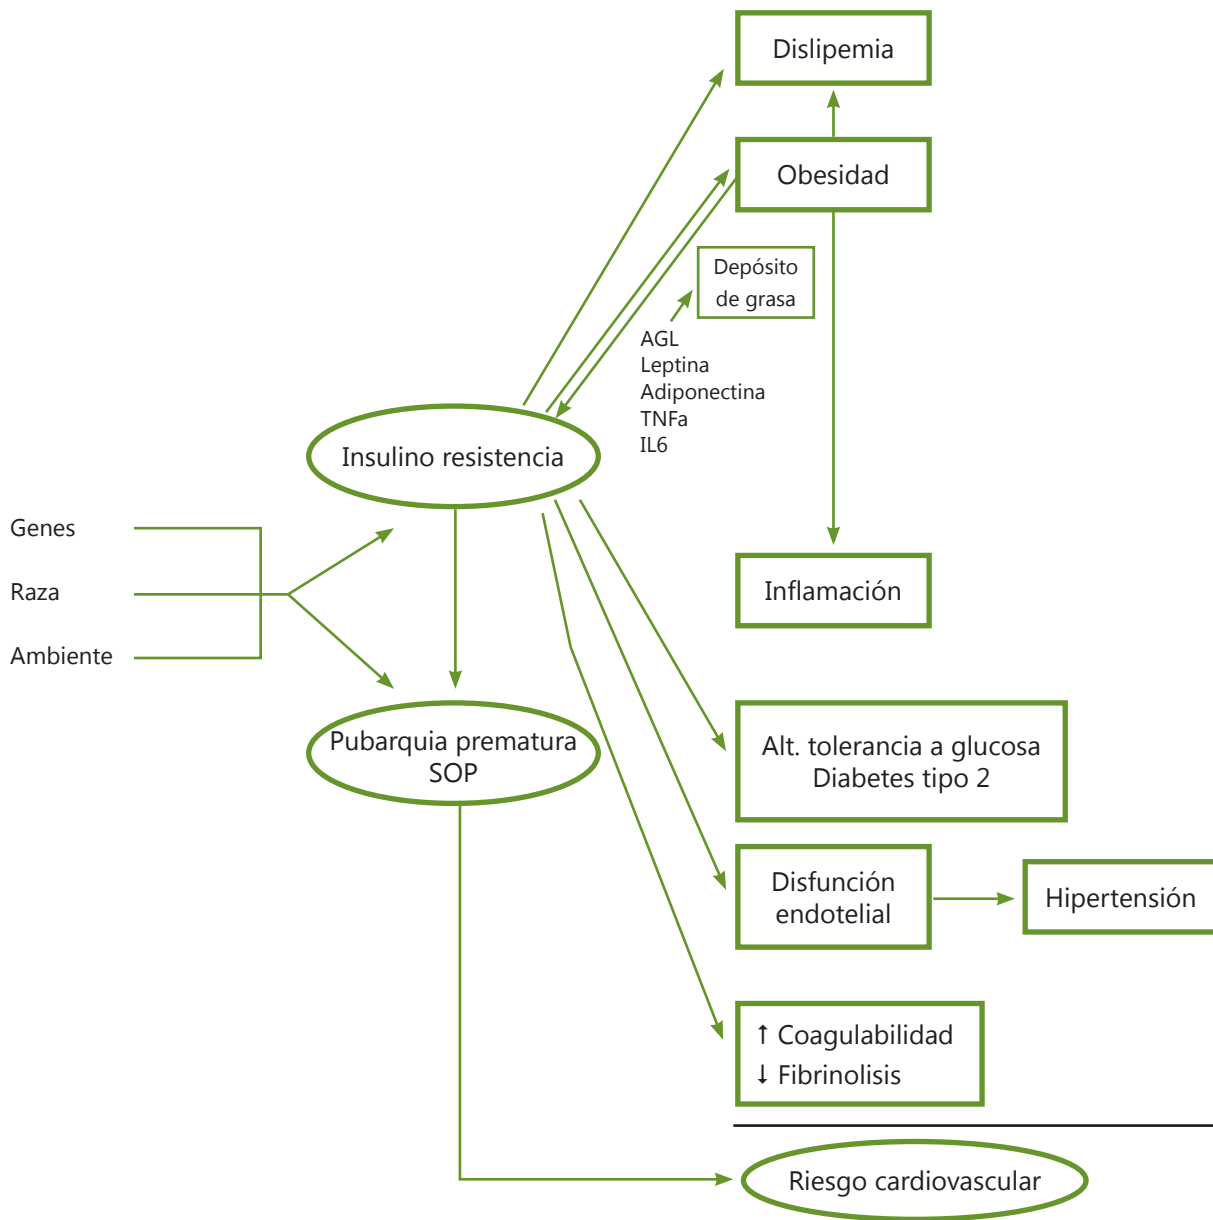 Dislipemia
Obesidad
Depósito
de grasa
AGL
Leptina
Adiponectina
TNFa
IL6
Insulino resistencia
Genes
Raza
Ambiente
Inflamación
Pubarquia prematura
SOP
Alt. tolerancia a glucosa
Diabetes tipo 2
Disfunción
endotelial
Hipertensión
↑ Coagulabilidad
↓ Fibrinolisis
Riesgo cardiovascular